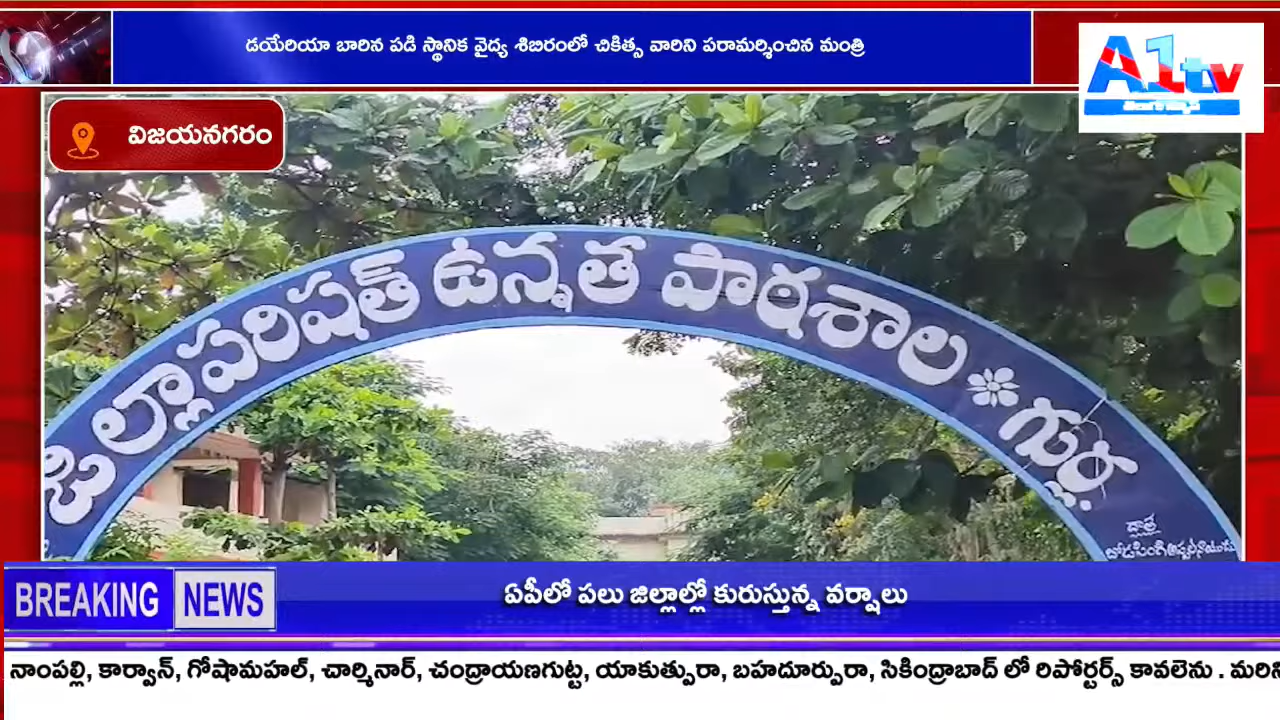 డయేరియా బారిన పడి స్థానిక వైద్య శిబిరంలో చికిత్స వారిని పరామర్శించిన మంత్రి
A1tv
తెలుగు న్యూస్
విజయనగరం
జిల్లాపరిషత్ ఉన్నత పాఠశాల * గుర్ల.
దాత
BREAKING NEWS
ఏపీలో పలు జిల్లాల్లో కురుస్తున్న వర్షాలు
నాంపల్లి, కార్వాన్, గోషామహల్, చార్మినార్, చంద్రాయణగుట్ట, యాకుత్పురా, బహదూర్పురా, సికింద్రాబాద్ లో రిపోర్టర్స్ కావలెను .